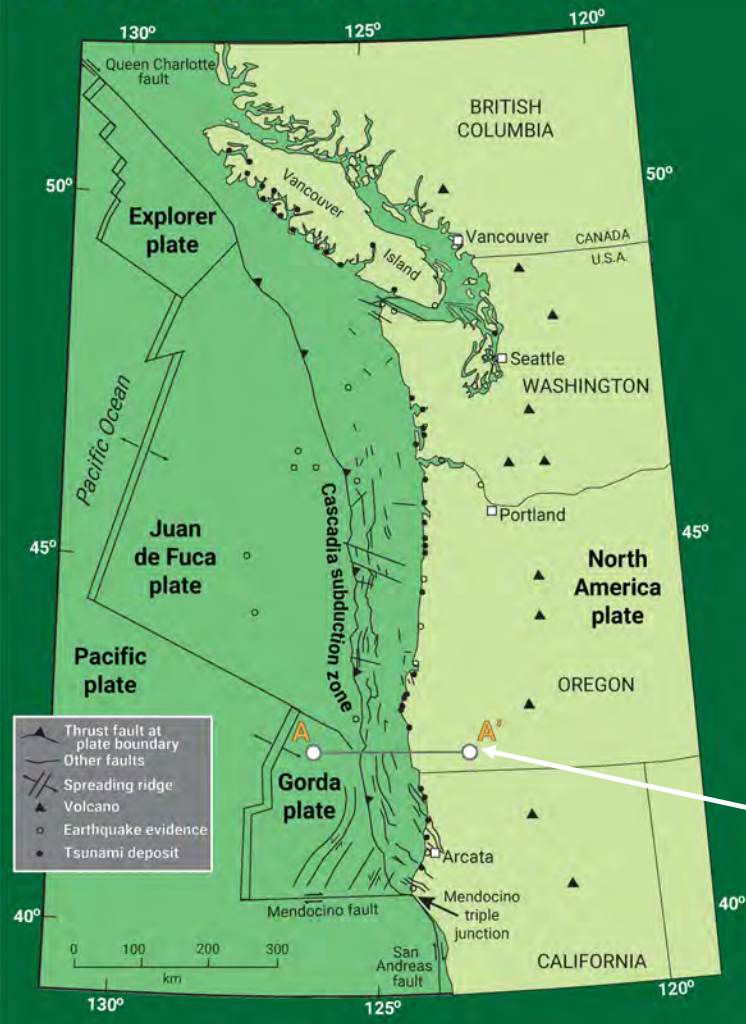 130°
125°
120°
Queen Charlotte
fault
BRITISH
COLUMBIA
50°
50°
Vancouver
Island
Explorer
plate
Vancouver
CANADA
U.S.A.
Seattle
WASHINGTON
Pacific Ocean
Cascadia subduction zone
Portland
Juan
de Fuca
plate
45°
45°
North
America
plate
Pacific
plate
OREGON
A
A'
Thrust fault at
plate boundary
Other faults
Spreading ridge
Volcano
Earthquake evidence
Tsunami deposit
Gorda
plate
Arcata
Mendocino fault
Mendocino
triple
junction
40°
40°
0 100 200 300
km
San
Andreas
fault
CALIFORNIA
130°
125°
120°